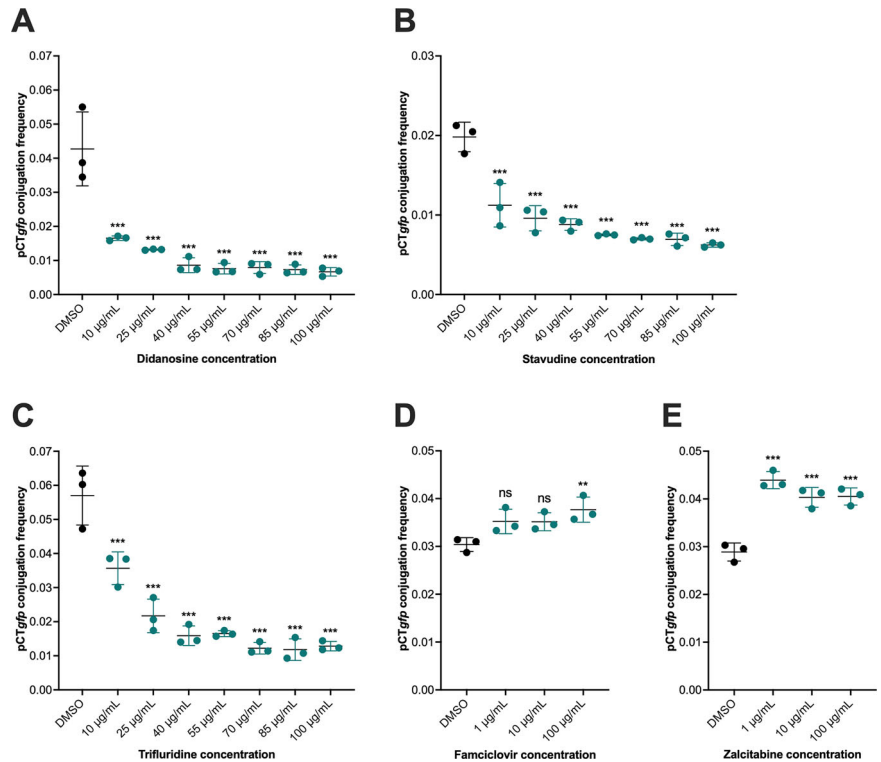 A
pCTgfp conjugation frequency
0.07
0.06
0.05
0.04
0.03
0.02
0.01
0.00
*** *** *** *** *** *** ***
DMSO 10 µg/mL 25 µg/mL 40 µg/mL 55 µg/mL 70 µg/mL 85 µg/mL 100 µg/mL
Didanosine concentration
B
pCTgfp conjugation frequency
0.03
0.02
0.01
0.00
*** *** *** *** *** *** ***
DMSO 10 µg/mL 25 µg/mL 40 µg/mL 55 µg/mL 70 µg/mL 85 µg/mL 100 µg/mL
Stavudine concentration
C
pCTgfp conjugation frequency
0.07
0.06
0.05
0.04
0.03
0.02
0.01
0.00
*** *** *** *** *** *** ***
DMSO 10 µg/mL 25 µg/mL 40 µg/mL 55 µg/mL 70 µg/mL 85 µg/mL 100 µg/mL
Trifluridine concentration
D
pCTgfp conjugation frequency
0.05
0.04
0.03
0.02
0.01
0.00
ns ns **
DMSO 1 µg/mL 10 µg/mL 100 µg/mL
Famciclovir concentration
E
pCTgfp conjugation frequency
0.05
0.04
0.03
0.02
0.01
0.00
*** *** ***
DMSO 1 µg/mL 10 µg/mL 100 µg/mL
Zalcitabine concentration